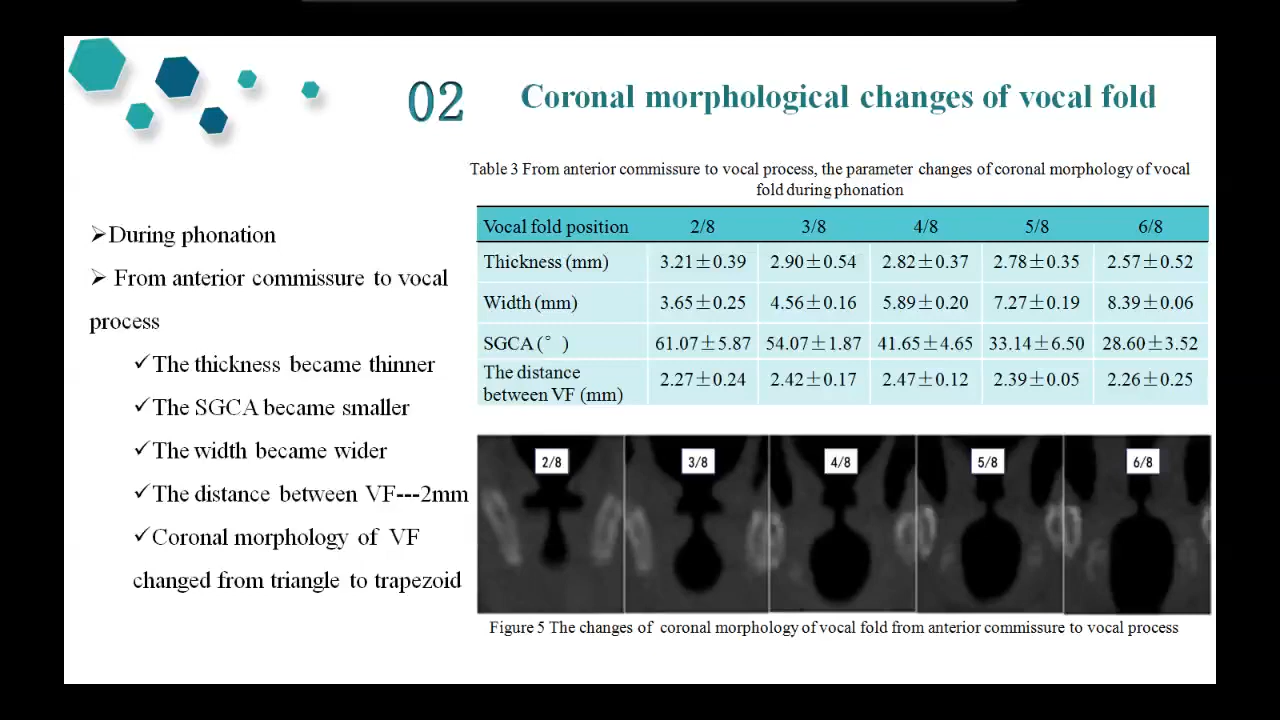 02
Coronal morphological changes of vocal fold
➢During phonation
➢ From anterior commissure to vocal
process
✓The thickness became thinner
✓The SGCA became smaller
✓The width became wider
✓The distance between VF---2mm
✓Coronal morphology of VF
changed from triangle to trapezoid
Table 3 From anterior commissure to vocal process, the parameter changes of coronal morphology of vocal
fold during phonation
Vocal fold position 2/8 3/8 4/8 5/8 6/8
Thickness (mm) 3.21±0.39 2.90±0.54 2.82±0.37 2.78±0.35 2.57±0.52
Width (mm) 3.65±0.25 4.56±0.16 5.89±0.20 7.27±0.19 8.39±0.06
SGCA (°) 61.07±5.87 54.07±1.87 41.65±4.65 33.14±6.50 28.60±3.52
The distance
between VF (mm) 2.27±0.24 2.42±0.17 2.47±0.12 2.39±0.05 2.26±0.25
2/8 3/8 4/8 5/8 6/8
Figure 5 The changes of coronal morphology of vocal fold from anterior commissure to vocal process